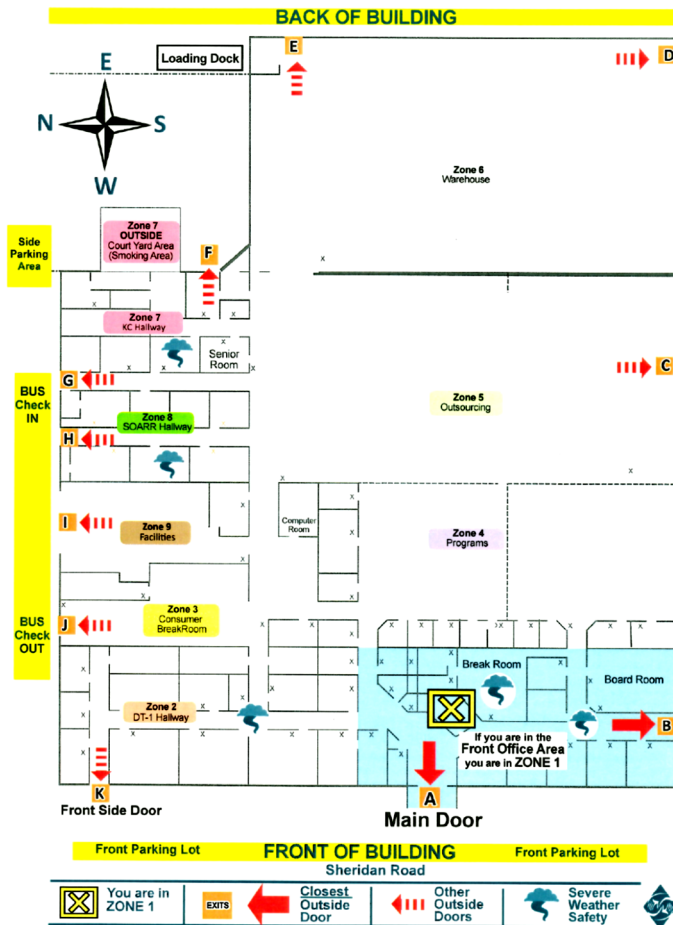 BACK OF BUILDING
Loading Dock
E
D
E
N
S
W
Zone 6
Warehouse
Zone 7
OUTSIDE
Court Yard Area
(Smoking Area)
Side
Parking
Area
F
x
Zone 7
KC Hallway
x
x
x
x
Senior
Room
x
x
x
x
G
C
BUS
Check
IN
Zone 8
SOARR Hallway
Zone 5
Outsourcing
H
x
x
x
x
I
Zone 9
Facilities
Computer
Room
Zone 4
Programs
x
x
x
x
x
x
Zone 3
Consumer
BreakRoom
BUS
Check
OUT
J
x
x
x
x
x
x
x
Break Room
Board Room
Zone 2
DT-1 Hallway
x
x
x
x
x
x
If you are in the
Front Office Area
you are in ZONE 1
B
K
A
Front Side Door
Main Door
Front Parking Lot
FRONT OF BUILDING
Front Parking Lot
Sheridan Road
You are in
ZONE 1
EXITS
Closest
Outside
Door
Other
Outside
Doors
Severe
Weather
Safety